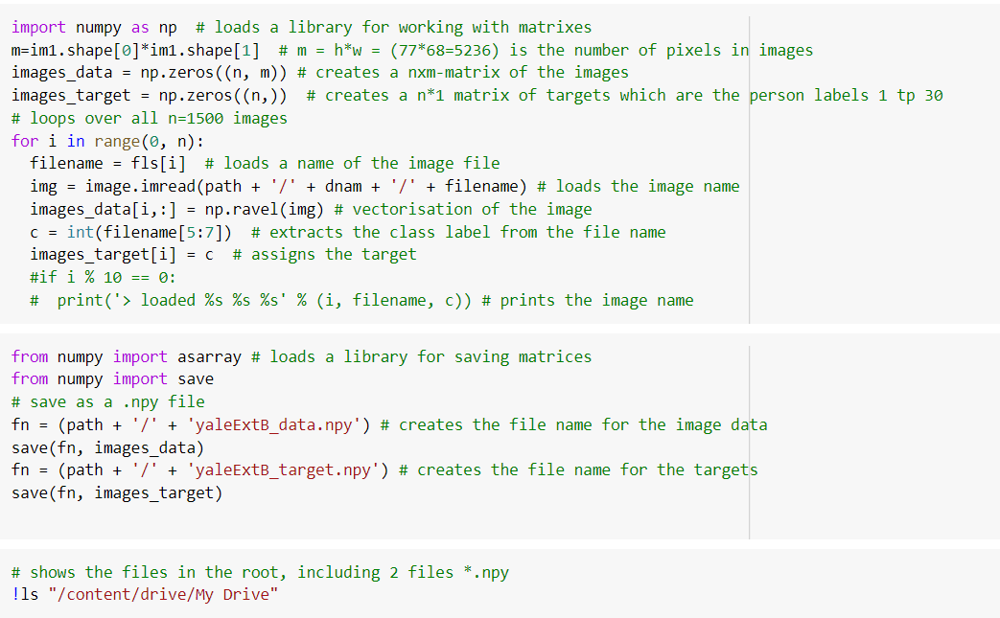 import numpy as np  # loads a library for working with matrixes
m=im1.shape[0]*im1.shape[1]  # m = h*w = (77*68=5236) is the number of pixels in images
images_data = np.zeros((n, m)) # creates a nxm-matrix of the images
images_target = np.zeros((n,))  # creates a n*1 matrix of targets which are the person labels 1 tp 30
# loops over all n=1500 images
for i in range(0, n):
  filename = fls[i]  # loads a name of the image file
  img = image.imread(path + '/' + dnam + '/' + filename) # loads the image name
  images_data[i,:] = np.ravel(img) # vectorisation of the image
  c = int(filename[5:7])  # extracts the class label from the file name
  images_target[i] = c  # assigns the target
  #if i % 10 == 0:
  #  print('> loaded %s %s %s' % (i, filename, c)) # prints the image name
from numpy import asarray # loads a library for saving matrices
from numpy import save
# save as a .npy file
fn = (path + '/' + 'yaleExtB_data.npy') # creates the file name for the image data
save(fn, images_data)
fn = (path + '/' + 'yaleExtB_target.npy') # creates the file name for the targets
save(fn, images_target)
# shows the files in the root, including 2 files *.npy
!ls "/content/drive/My Drive"